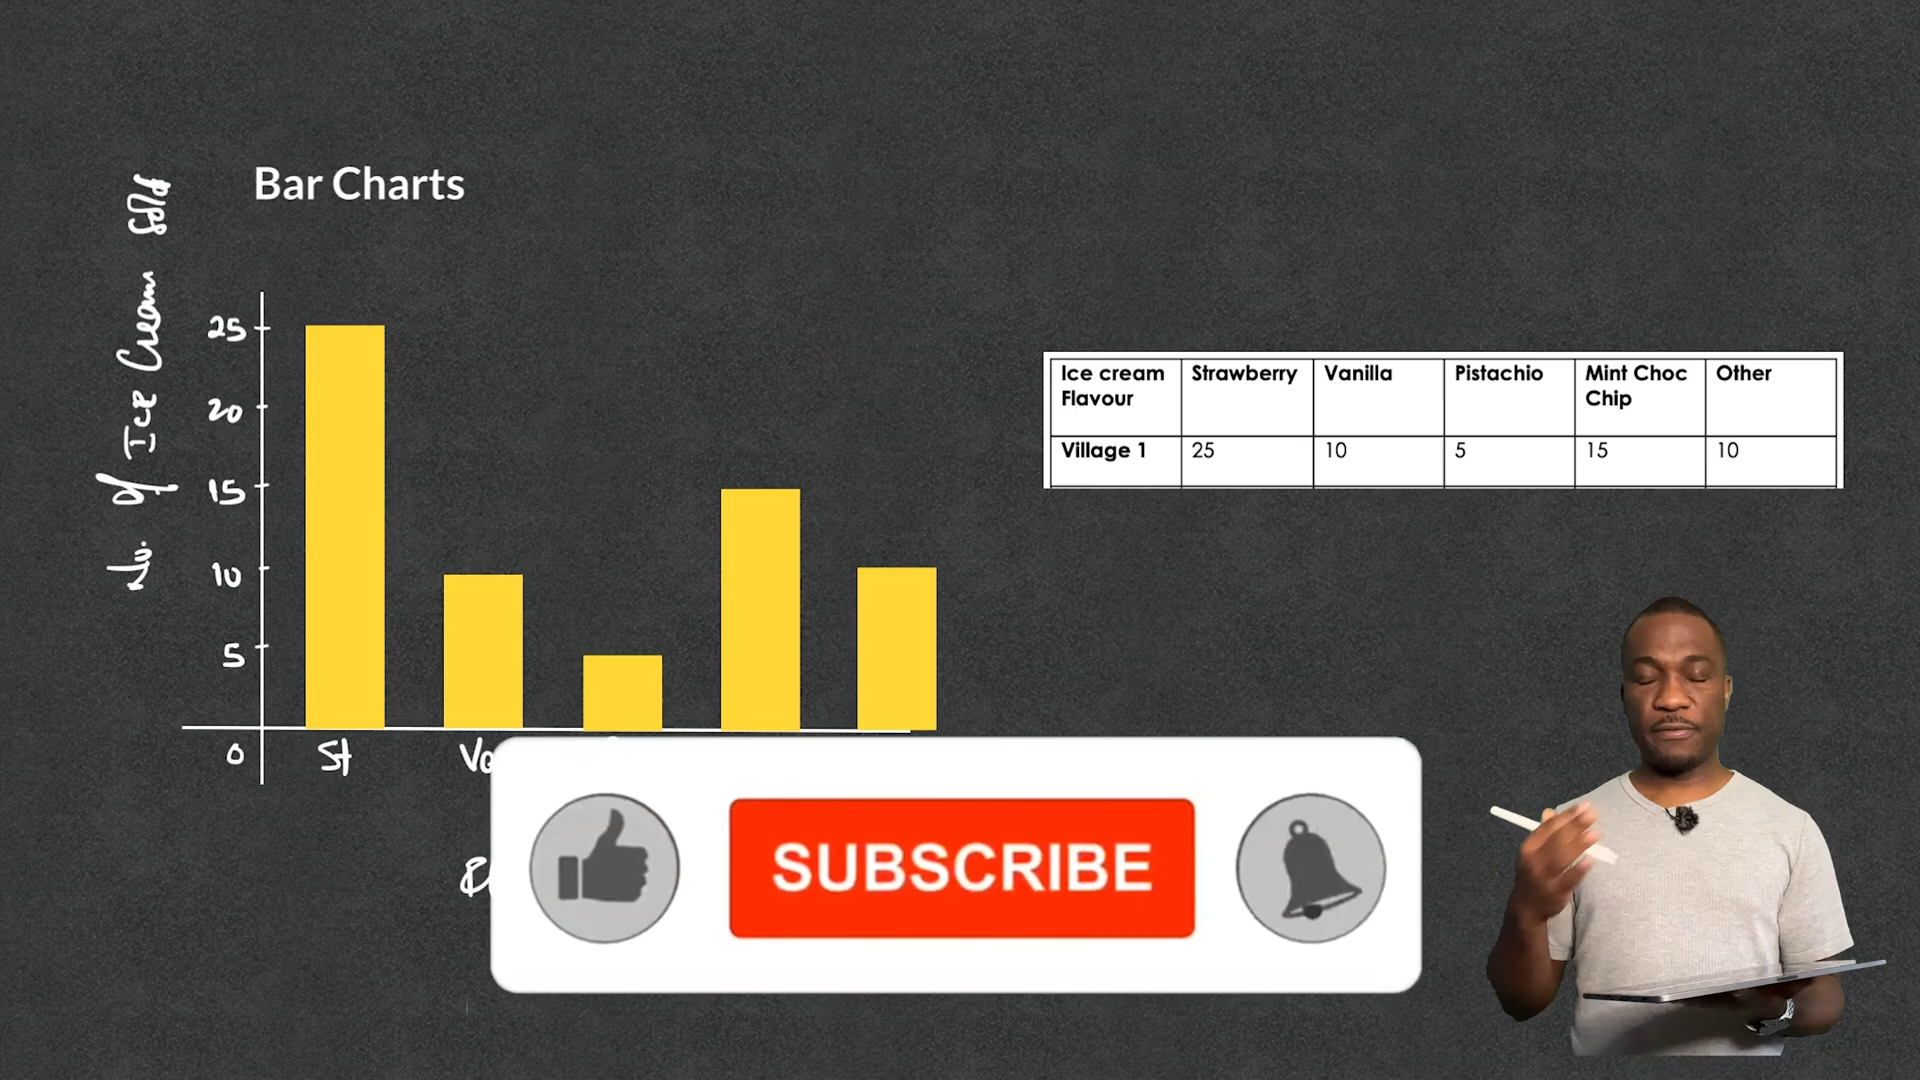 Bar Charts
No. of Ice Cream Sold
25
20
15
10
5
0
St
Ice cream Flavour Strawberry Vanilla Pistachio Mint Choc Chip Other
Village 1 25 10 5 15 10
SUBSCRIBE